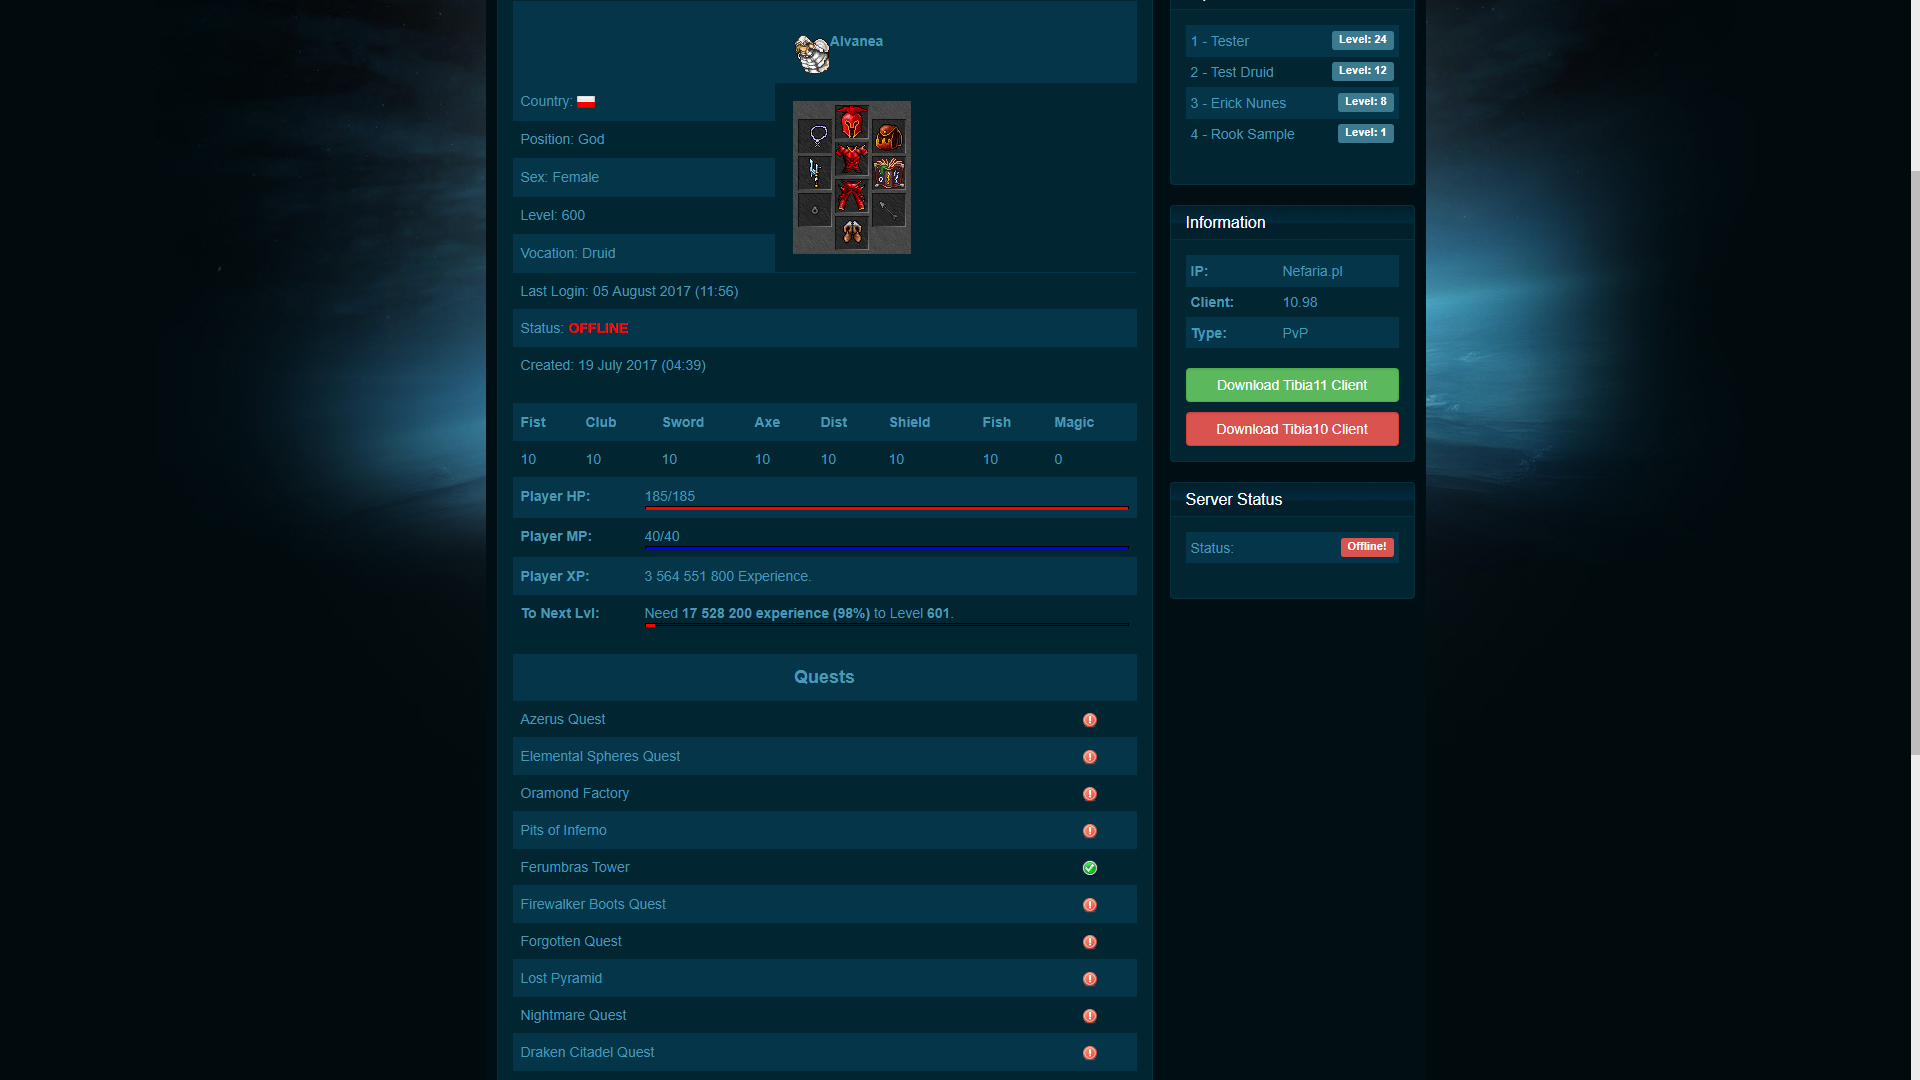 Alvanea
Country:
Position: God
Sex: Female
Level: 600
Vocation: Druid
Last Login: 05 August 2017 (11:56)
Status: OFFLINE
Created: 19 July 2017 (04:39)
Fist Club Sword Axe Dist Shield Fish Magic
10 10 10 10 10 10 10 0
Player HP: 185/185
Player MP: 40/40
Player XP: 3 564 551 800 Experience.
To Next Lvl: Need 17 528 200 experience (98%) to Level 601.
Quests
Azerus Quest
Elemental Spheres Quest
Oramond Factory
Pits of Inferno
Ferumbras Tower
Firewalker Boots Quest
Forgotten Quest
Lost Pyramid
Nightmare Quest
Draken Citadel Quest
1 - Tester Level: 24
2 - Test Druid Level: 12
3 - Erick Nunes Level: 8
4 - Rook Sample Level: 1
Information
IP: Nefaria.pl
Client: 10.98
Type: PvP
Download Tibia11 Client
Download Tibia10 Client
Server Status
Status: Offline!